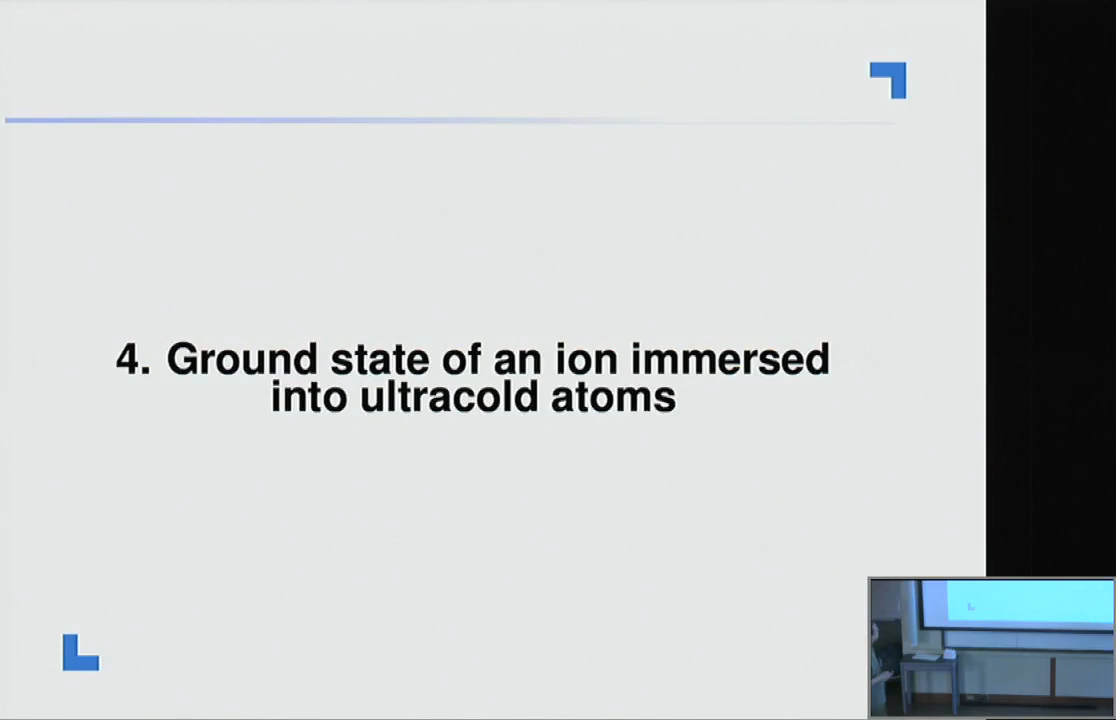 4. Ground state of an ion immersed
into ultracold atoms